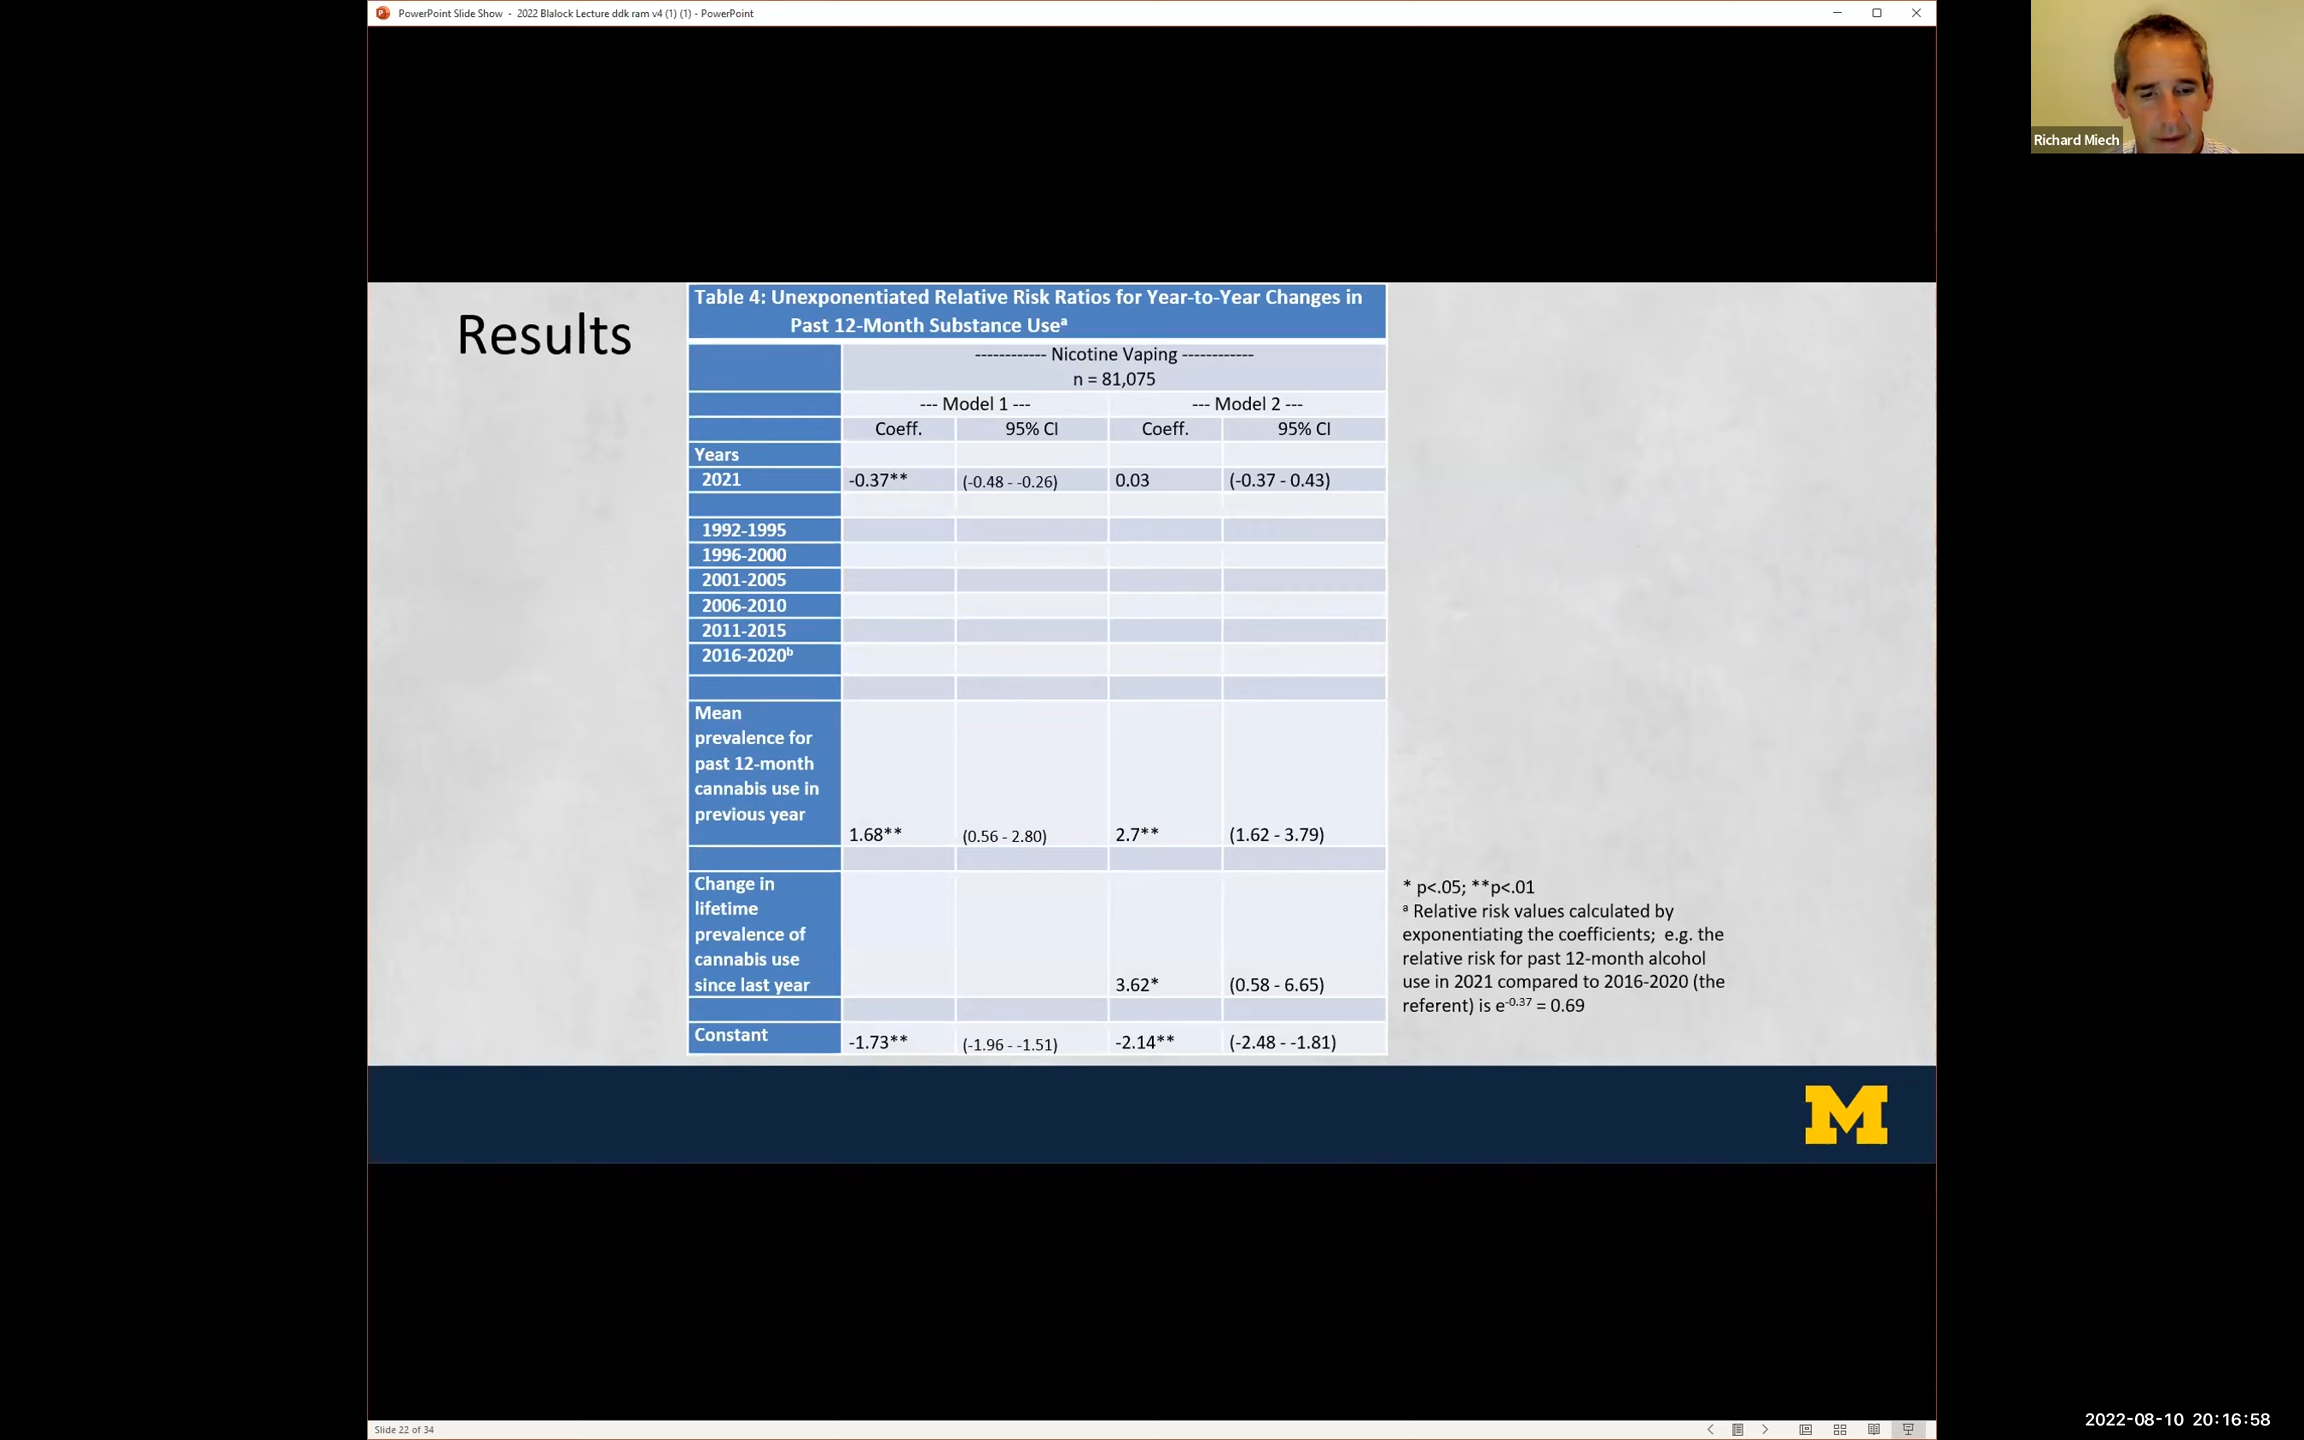 PowerPoint Slide Show - 2022 Blalock Lecture ddk ram v4 (1) (1) - PowerPoint
Richard Miech
Results
Table 4: Unexponentiated Relative Risk Ratios for Year-to-Year Changes in
Past 12-Month Substance Useᵃ
------------ Nicotine Vaping ------------
n = 81,075
--- Model 1 --- --- Model 2 ---
Coeff. 95% CI Coeff. 95% CI
Years
2021 -0.37** (-0.48 - -0.26) 0.03 (-0.37 - 0.43)
1992-1995
1996-2000
2001-2005
2006-2010
2011-2015
2016-2020ᵇ
Mean
prevalence for
past 12-month
cannabis use in
previous year
1.68** (0.56 - 2.80) 2.7** (1.62 - 3.79)
Change in
lifetime
prevalence of
cannabis use
since last year 3.62* (0.58 - 6.65)
Constant -1.73** (-1.96 - -1.51) -2.14** (-2.48 - -1.81)
* p<.05; **p<.01
ᵃ Relative risk values calculated by
exponentiating the coefficients; e.g. the
relative risk for past 12-month alcohol
use in 2021 compared to 2016-2020 (the
referent) is e⁻⁰·³⁷ = 0.69
M
Slide 22 of 34
2022-08-10 20:16:58